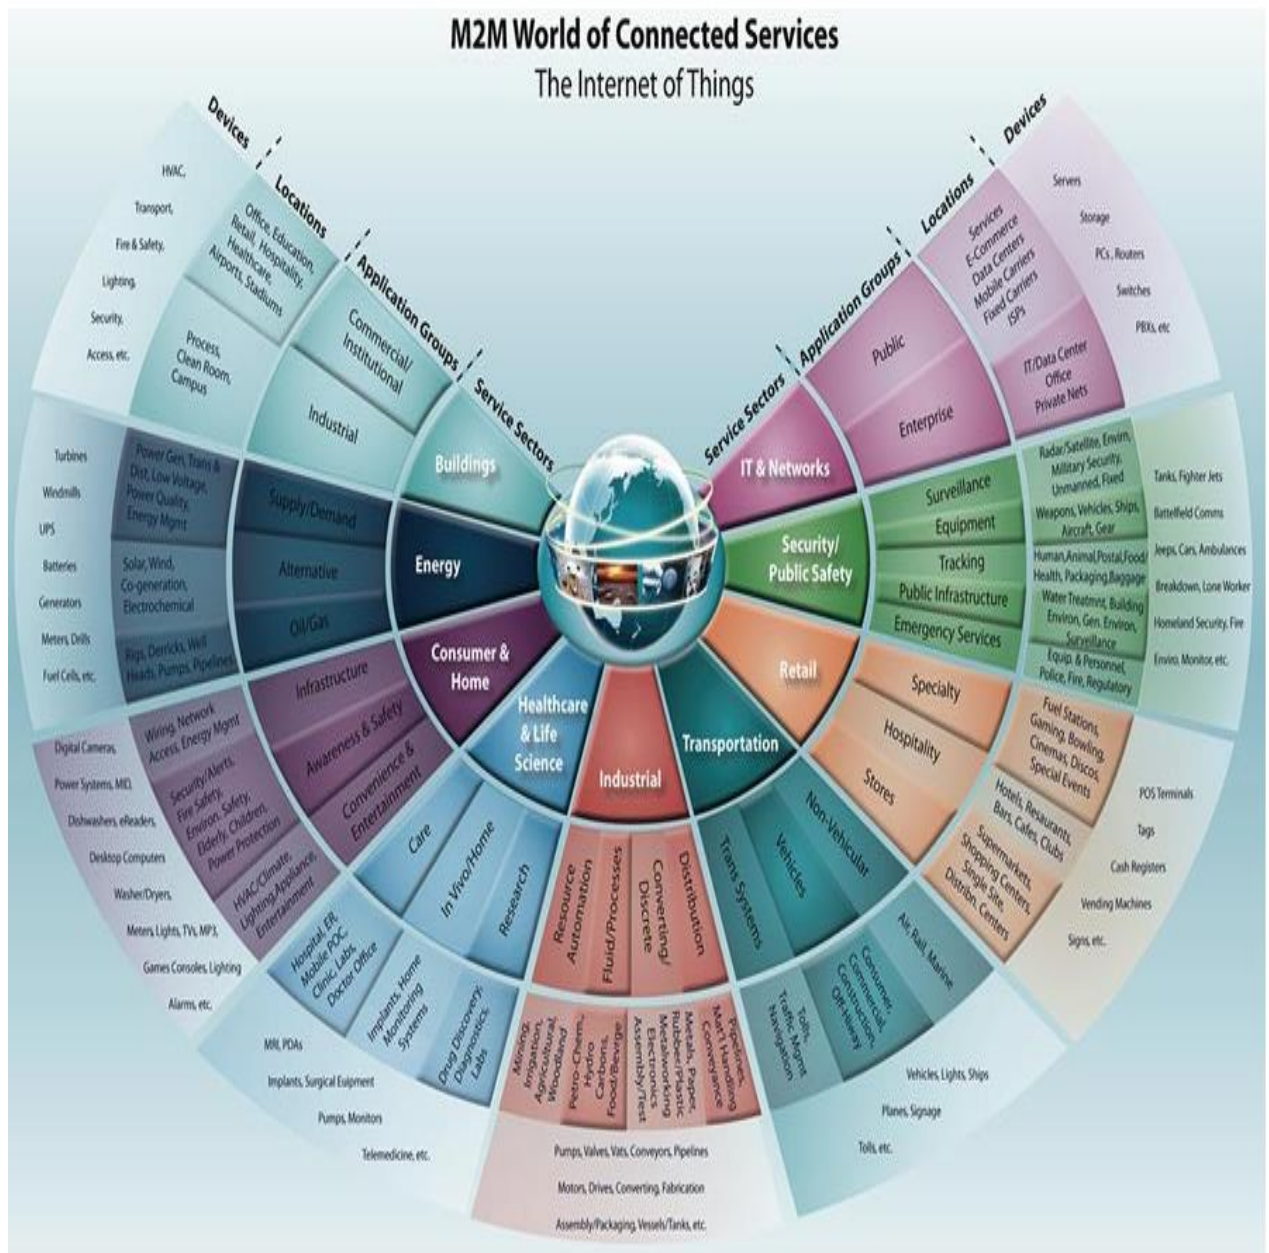 M2M World of Connected Services
The Internet of Things
Devices
Locations
Application Groups
Service Sectors
Service Sectors
Application Groups
Locations
Devices
Buildings
Commercial/
Institutional
Industrial
Office, Education,
Retail, Hospitality,
Healthcare,
Airports, Stadiums
Process,
Clean Room,
Campus
HVAC,
Transport,
Fire & Safety,
Lighting,
Security,
Access, etc.
Energy
Supply/Demand
Alternative
Oil/Gas
Power Gen, Trans &
Dist, Low Voltage,
Power Quality,
Energy Mgmt
Solar, Wind,
Co-generation,
Electrochemical
Rigs, Derricks, Well
Heads, Pumps, Pipelines
Turbines
Windmills
UPS
Batteries
Generators
Meters, Drills
Fuel Cells, etc.
Consumer &
Home
Infrastructure
Awareness & Safety
Convenience &
Entertainment
Wiring, Network
Access, Energy Mgmt
Security/Alerts,
Fire Safety,
Environ. Safety,
Elderly, Children,
Power Protection
HVAC/Climate,
Lighting,Appliance,
Entertainment
Digital Cameras,
Power Systems, MID,
Dishwashers, eReaders,
Desktop Computers
Washer/Dryers,
Meters, Lights, TVs, MP3,
Games Consoles, Lighting
Alarms, etc.
Healthcare
& Life
Science
Care
In Vivo/Home
Research
Hospital, ER,
Mobile POC,
Clinic, Labs,
Doctor Office
Implants, Home
Monitoring
Systems
Drug Discovery,
Diagnostics,
Labs
MRI, PDAs
Implants, Surgical Euipment
Pumps, Monitors
Telemedicine, etc.
Industrial
Resource
Automation
Fluid/Processes
Converting/
Discrete
Distribution
Mining,
Irrigation,
Agricultural,
Woodland
Petro-Chem.,
Hydro
Carbons,
Food/Bevrge
Metals, Paper,
Rubber/Plastic
Metalworking
Electronics
Assembly/Test
Pipelines,
Mat'l Handling
Conveyance
Pumps, Valves, Vats, Conveyors, Pipelines
Motors, Drives, Converting, Fabrication
Assembly/Packaging, Vessels/Tanks, etc.
Transportation
Trans Systems
Vehicles
Non-Vehiculat
Tolls,
Traffic Mgmt
Navigation
Consumer,
Commercial,
Construction,
Off-Hiway
Air, Rail, Marine
Vehicles, Lights, Ships
Planes, Signage
Tolls, etc.
Retail
Specialty
Hospitality
Stores
Fuel Stations,
Gaming, Bowling,
Cinemas, Discos,
Special Events
Hotels, Resaurants,
Bars, Cafes, Clubs
Supermarkets,
Shopping Centers,
Single Site,
Distribn. Centers
POS Terminals
Tags
Cash Registers
Vending Machines
Signs, etc.
Security/
Public Safety
Surveillance
Equipment
Tracking
Public Infrastructure
Emergency Services
Radar/Satellite, Envirn,
Military Security,
Unmanned, Fixed
Weapons, Vehicles, Ships,
Aircraft, Gear
Human,Animal,Postal,Food/
Health, Packaging,Baggage
Water Treatmnt, Building
Environ, Gen. Environ,
Surveillance
Equip. & Personnel,
Police, Fire, Regulatory
Tanks, Fighter Jets
Battelfield Comms
Jeeps, Cars, Ambulances
Breakdown, Lone Worker
Homeland Security, Fire
Enviro. Monitor, etc.
IT & Networks
Public
Enterprise
Services
E-Commerce
Data Centers
Mobile Carriers
Fixed Carriers
ISPs
IT/Data Center
Office
Private Nets
Servers
Storage
PCs , Routers
Switches
PBXs, etc